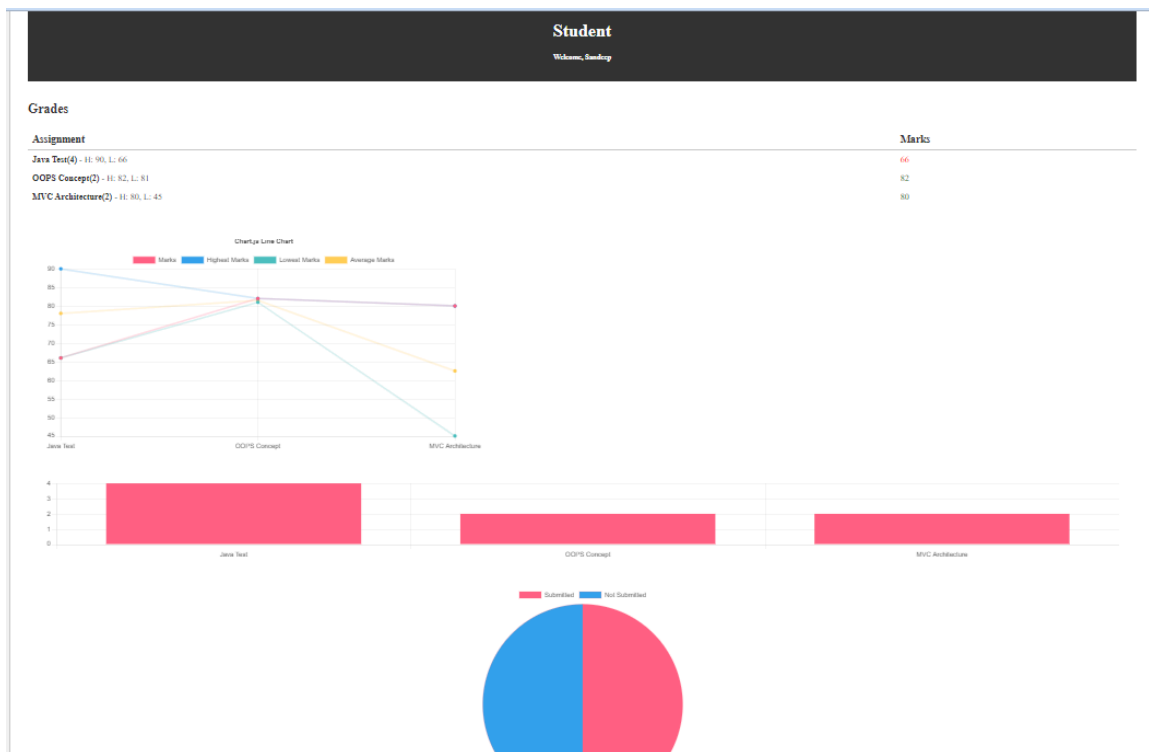 Student
Welcome, Sandeep
Grades
Assignment Marks
Java Test(4) - H: 90, L: 66 66
OOPS Concept(2) - H: 82, L: 81 82
MVC Architecture(2) - H: 80, L: 45 80
Chart.js Line Chart
Marks Highest Marks Lowest Marks Average Marks
90
85
80
75
70
65
60
55
50
45
Java Test OOPS Concept MVC Architecture
4
3
2
1
0
Java Test OOPS Concept MVC Architecture
Submitted Not Submitted